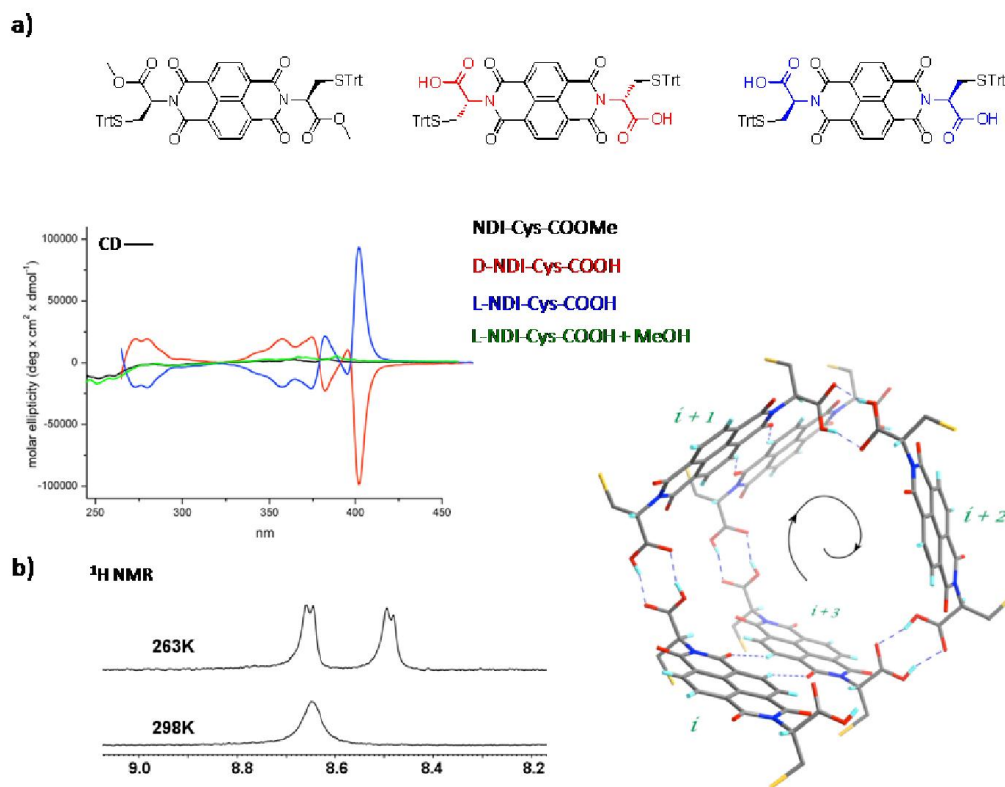 a)
O
O
O
O
STrt
N
N
TrtS
O
O
O
O
O
HO
O
O
STrt
N
N
TrtS
O
O
OH
O
O
HO
O
O
STrt
N
N
TrtS
O
O
OH
O
CD
NDI-Cys-COOMe
D-NDI-Cys-COOH
L-NDI-Cys-COOH
L-NDI-Cys-COOH + MeOH
molar ellipticity (deg x cm² x dmol⁻¹)
100000
50000
0
-50000
-100000
250 300 350 400 450
nm
b)
¹H NMR
263K
298K
9.0 8.8 8.6 8.4 8.2
i + 1
i + 2
i+3
i